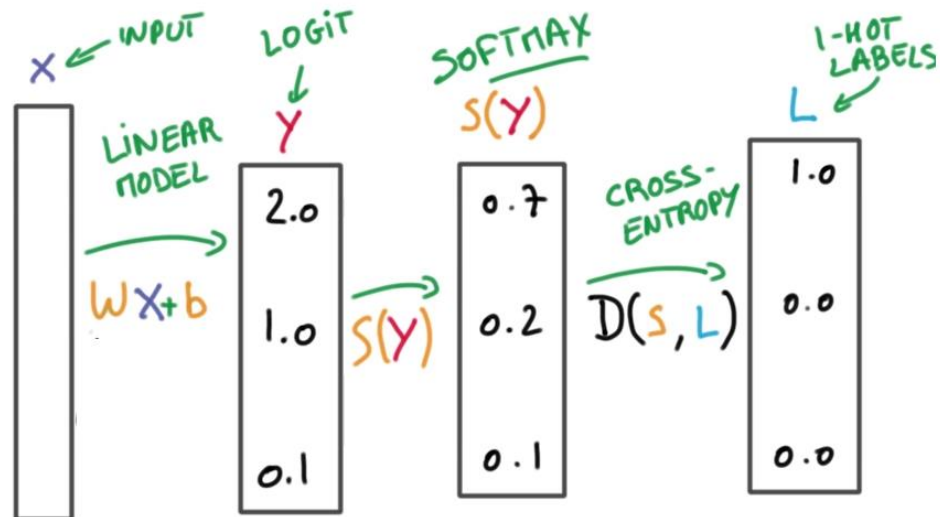 X
INPUT
LINEAR
MODEL
WX+b
LOGIT
Y
2.0
1.0
0.1
S(Y)
SOFTMAX
S(Y)
0.7
0.2
0.1
CROSS-
ENTROPY
D(S, L)
1-HOT
LABELS
L
1.0
0.0
0.0